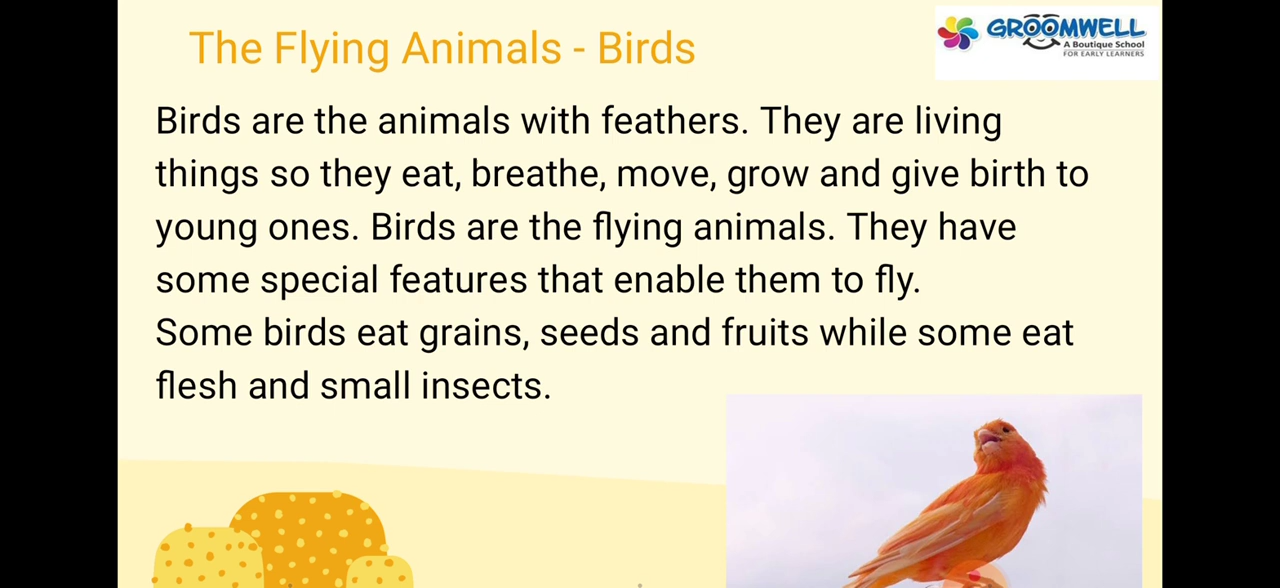 The Flying Animals - Birds
GROOMWELL
A Boutique School
FOR EARLY LEARNERS
Birds are the animals with feathers. They are living
things so they eat, breathe, move, grow and give birth to
young ones. Birds are the flying animals. They have
some special features that enable them to fly.
Some birds eat grains, seeds and fruits while some eat
flesh and small insects.